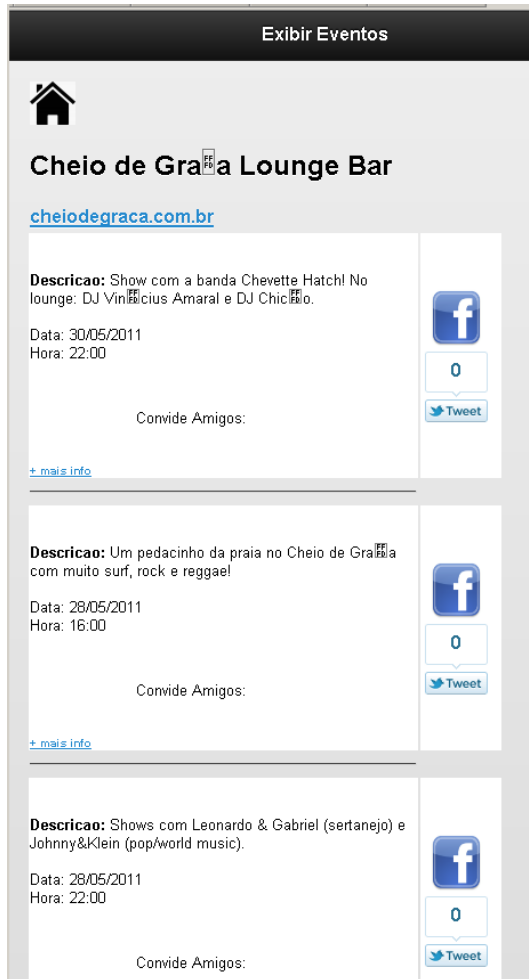 Exibir Eventos
Cheio de Gra�a Lounge Bar
cheiodegraca.com.br
Descricao: Show com a banda Chevette Hatch! No
lounge: DJ Vin�cius Amaral e DJ Chic�o.
Data: 30/05/2011
Hora: 22:00
f
0
Tweet
Convide Amigos:
+ mais info
Descricao: Um pedacinho da praia no Cheio de Gra�a
com muito surf, rock e reggae!
Data: 28/05/2011
Hora: 16:00
f
0
Tweet
Convide Amigos:
+ mais info
Descricao: Shows com Leonardo & Gabriel (sertanejo) e
Johnny&Klein (pop/world music).
Data: 28/05/2011
Hora: 22:00
f
0
Tweet
Convide Amigos: